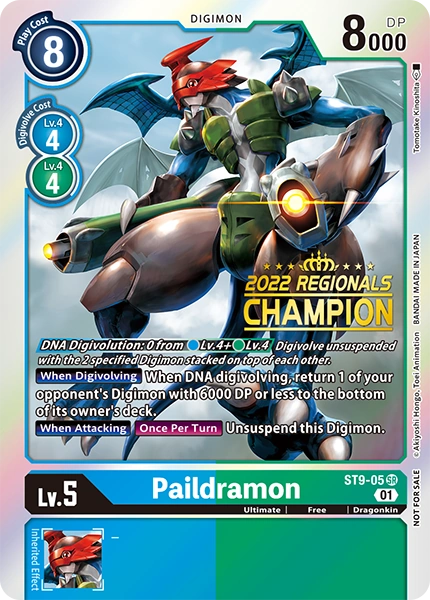 DIGIMON
Play Cost
8
8000
DP
Digivolve Cost
Lv.4
4
Lv.4
4
Tomotake Kinoshita
2022 REGIONALS
CHAMPION
DNA Digivolution: 0 from Lv.4+ Lv.4 Digivolve unsuspended
with the 2 specified Digimon stacked on top of each other.
When Digivolving When DNA digivolving, return 1 of your
opponent's Digimon with 6000 DP or less to the bottom
of its owner's deck.
When Attacking Once Per Turn Unsuspend this Digimon.
©Akiyoshi Hongo, Toei Animation BANDAI MADE IN JAPAN
NOT FOR SALE
Lv.5
Paildramon
ST9-05 SR
01
Ultimate | Free | Dragonkin
Inherited Effect
-